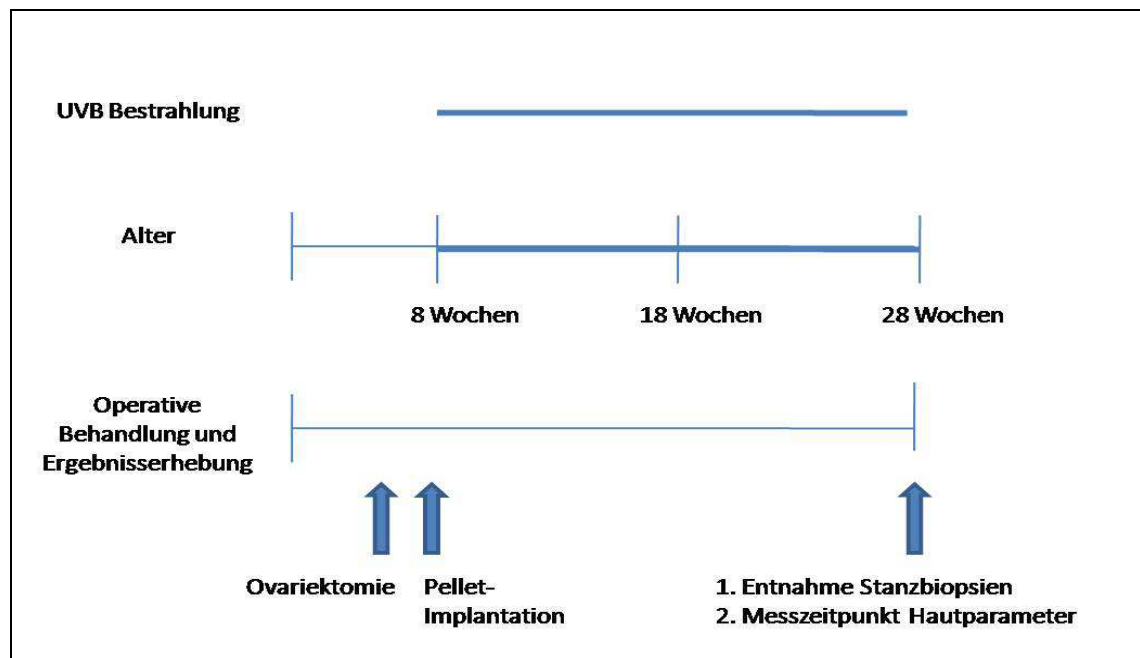 UVB Bestrahlung
Alter
8 Wochen
18 Wochen
28 Wochen
Operative
Behandlung und
Ergebnisserhebung
Ovariektomie
Pellet-
Implantation
1. Entnahme Stanzbiopsien
2. Messzeitpunkt Hautparameter